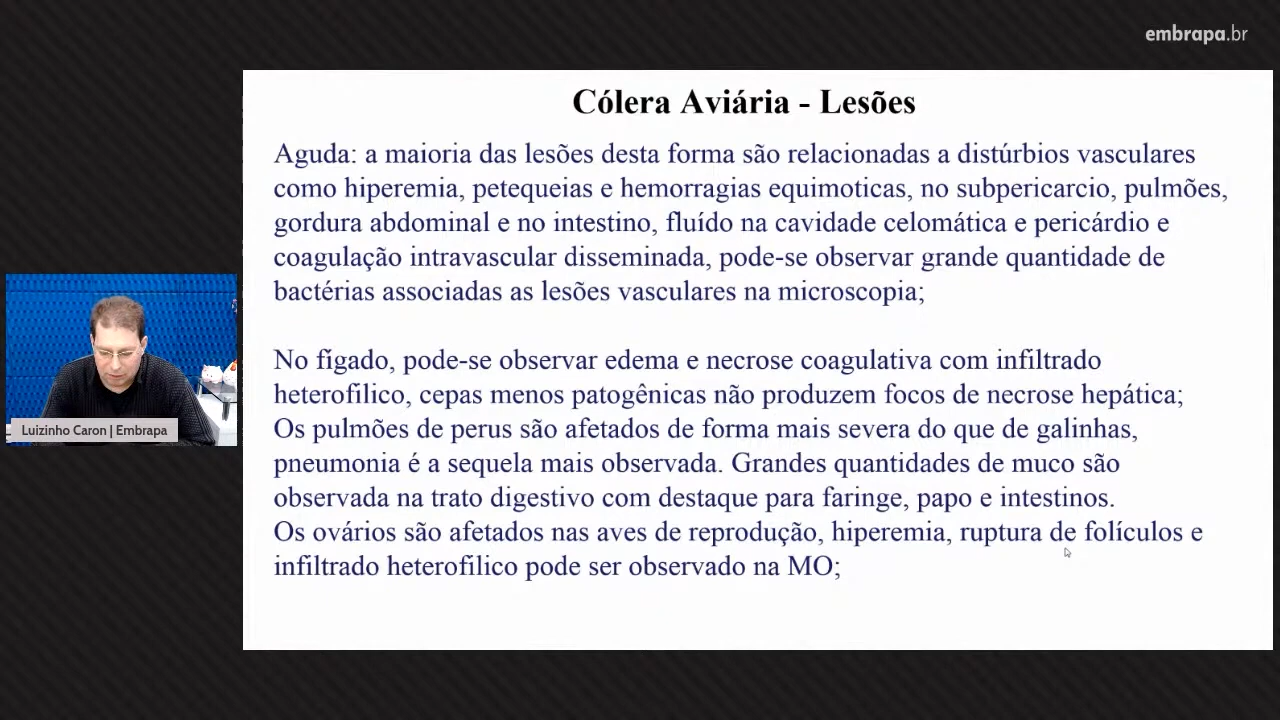 embrapa.br
Cólera Aviária - Lesões
Aguda: a maioria das lesões desta forma são relacionadas a distúrbios vasculares
como hiperemia, petequeias e hemorragias equimoticas, no subpericarcio, pulmões,
gordura abdominal e no intestino, fluído na cavidade celomática e pericárdio e
coagulação intravascular disseminada, pode-se observar grande quantidade de
bactérias associadas as lesões vasculares na microscopia;
No fígado, pode-se observar edema e necrose coagulativa com infiltrado
heterofilico, cepas menos patogênicas não produzem focos de necrose hepática;
Os pulmões de perus são afetados de forma mais severa do que de galinhas,
pneumonia é a sequela mais observada. Grandes quantidades de muco são
observada na trato digestivo com destaque para faringe, papo e intestinos.
Os ovários são afetados nas aves de reprodução, hiperemia, ruptura de folículos e
infiltrado heterofilico pode ser observado na MO;
Luizinho Caron | Embrapa